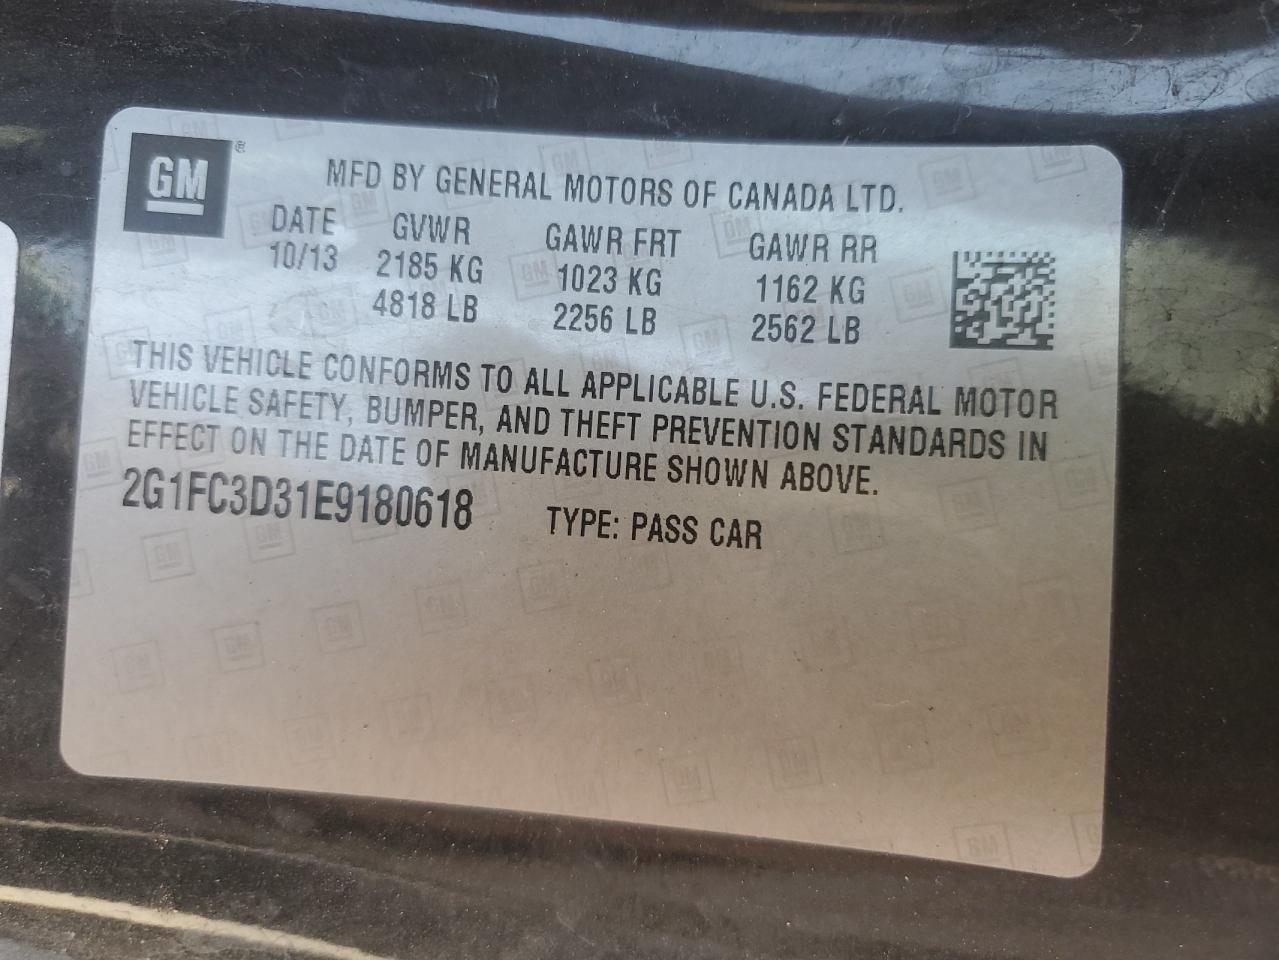 GM ®
MFD BY GENERAL MOTORS OF CANADA LTD.
DATE GVWR GAWR FRT GAWR RR
10/13 2185 KG 1023 KG 1162 KG
4818 LB 2256 LB 2562 LB
THIS VEHICLE CONFORMS TO ALL APPLICABLE U.S. FEDERAL MOTOR
VEHICLE SAFETY, BUMPER, AND THEFT PREVENTION STANDARDS IN
EFFECT ON THE DATE OF MANUFACTURE SHOWN ABOVE.
2G1FC3D31E9180618 TYPE: PASS CAR